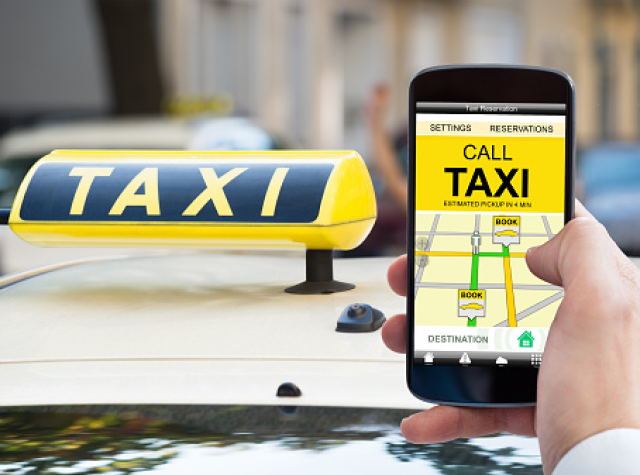 TAXI
Taxi Reservation
SETTINGS RESERVATIONS
CALL
TAXI
ESTIMATED PICKUP IN 4 MIN
BOOK
BOOK
DESTINATION